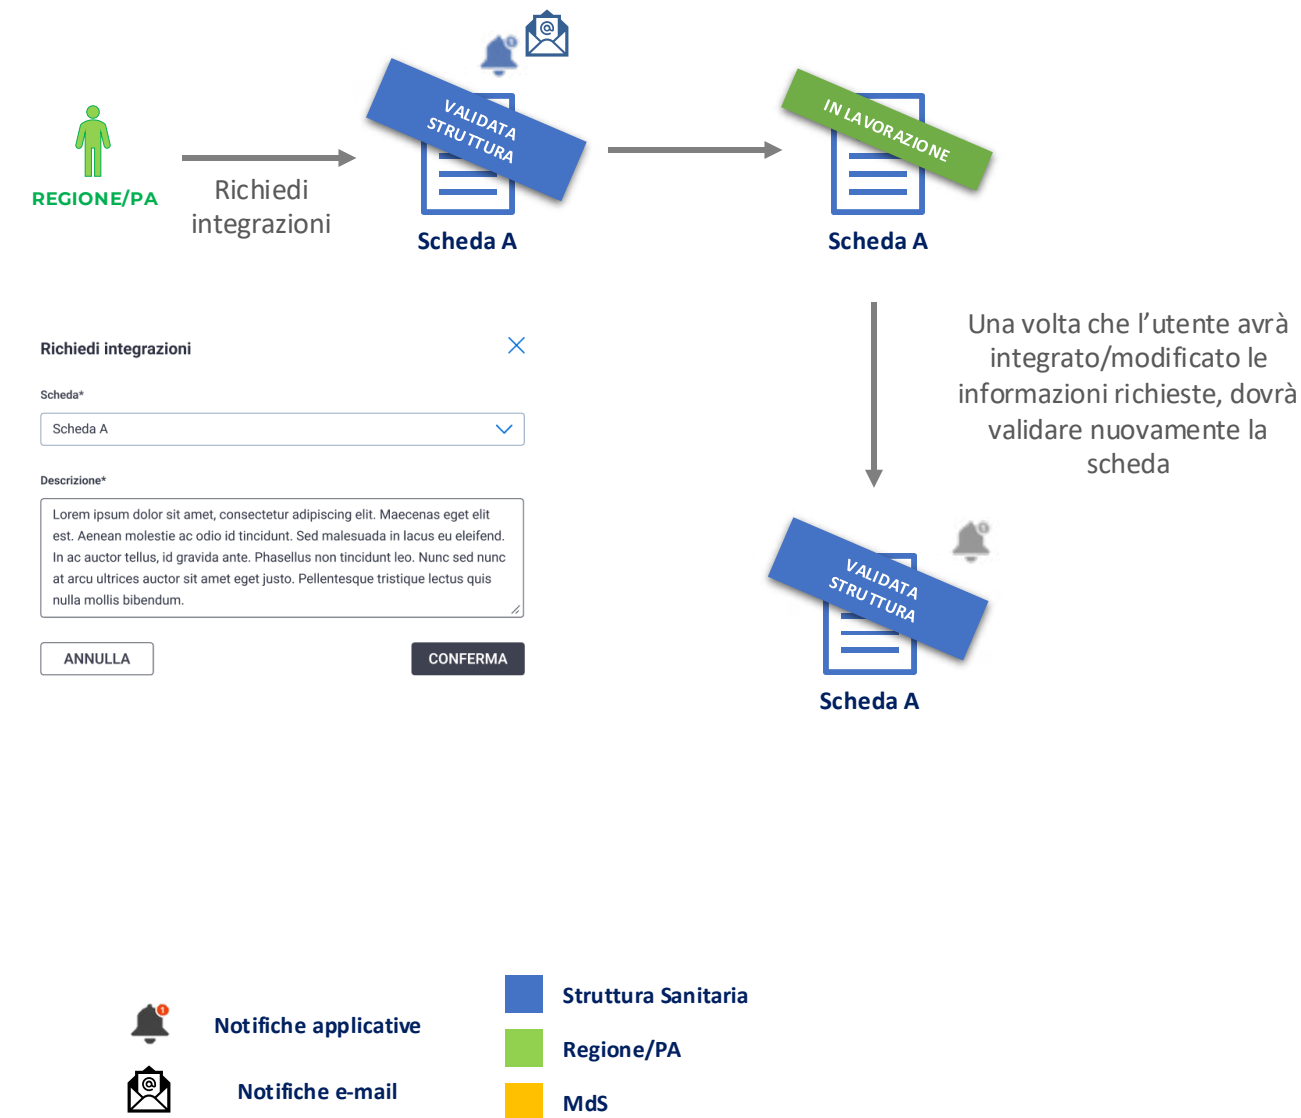 VALIDATA
STRUTTURA
IN LAVORAZIONE
REGIONE/PA
Richiedi
integrazioni
Scheda A
Scheda A
Una volta che l’utente avrà
integrato/modificato le
informazioni richieste, dovrà
validare nuovamente la
scheda
Richiedi integrazioni
Scheda*
Scheda A
Descrizione*
Lorem ipsum dolor sit amet, consectetur adipiscing elit. Maecenas eget elit
est. Aenean molestie ac odio id tincidunt. Sed malesuada in lacus eu eleifend.
In ac auctor tellus, id gravida ante. Phasellus non tincidunt leo. Nunc sed nunc
at arcu ultrices auctor sit amet eget justo. Pellentesque tristique lectus quis
nulla mollis bibendum.
ANNULLA
CONFERMA
VALIDATA
STRUTTURA
Scheda A
Notifiche applicative
Notifiche e-mail
Struttura Sanitaria
Regione/PA
MdS